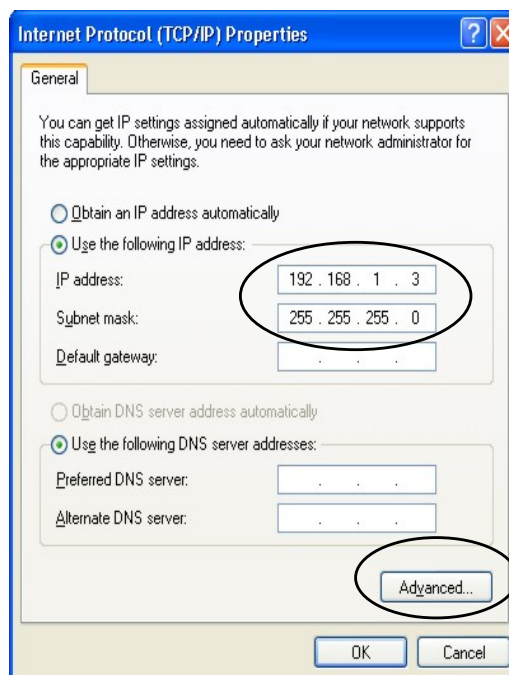 Internet Protocol (TCP/IP) Properties
General
You can get IP settings assigned automatically if your network supports
this capability. Otherwise, you need to ask your network administrator for
the appropriate IP settings.
Obtain an IP address automatically
Use the following IP address:
IP address: 192 . 168 . 1 . 3
Subnet mask: 255 . 255 . 255 . 0
Default gateway: . . .
Obtain DNS server address automatically
Use the following DNS server addresses:
Preferred DNS server: . . .
Alternate DNS server: . . .
Advanced...
OK Cancel